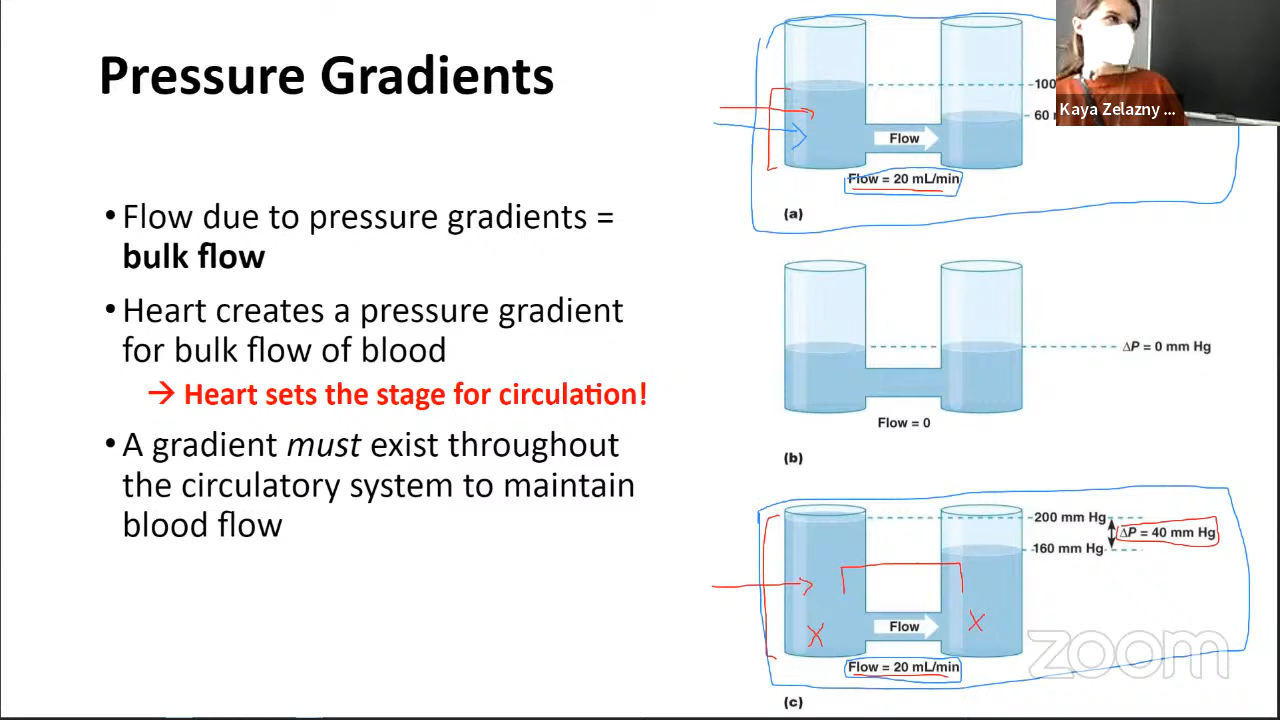 Pressure Gradients
• Flow due to pressure gradients =
bulk flow
• Heart creates a pressure gradient
for bulk flow of blood
→ Heart sets the stage for circulation!
• A gradient must exist throughout
the circulatory system to maintain
blood flow
100
60
Flow
Flow = 20 mL/min
(a)
ΔP = 0 mm Hg
Flow = 0
(b)
200 mm Hg
ΔP = 40 mm Hg
160 mm Hg
X
X
Flow
Flow = 20 mL/min
(c)
Kaya Zelazny ...
zoom